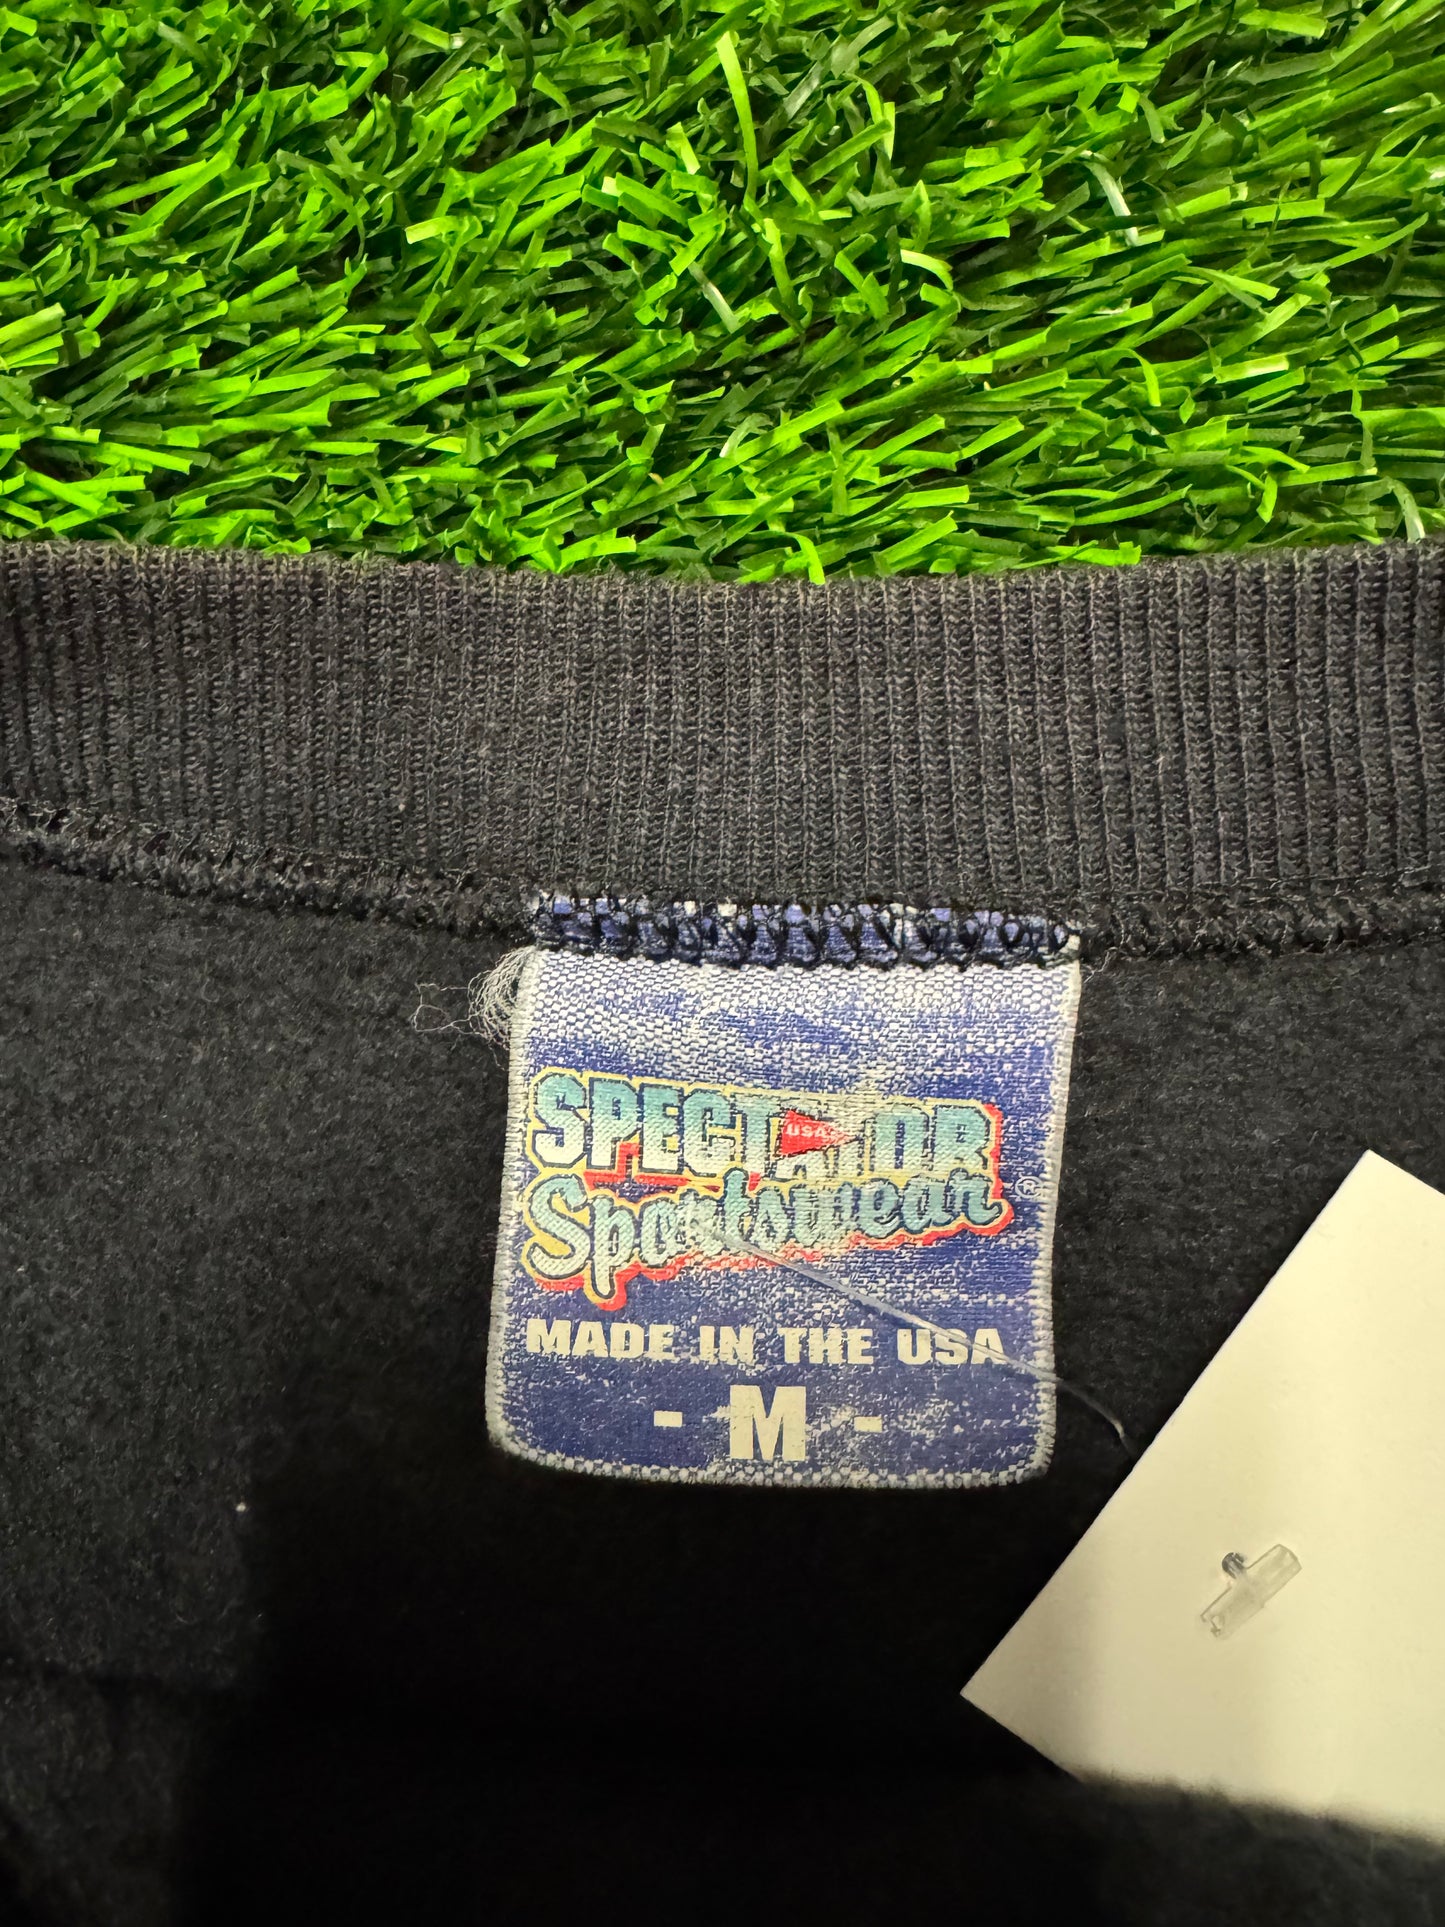 SPECTATOR
USA
Sportswear ®
MADE IN THE USA
- M -